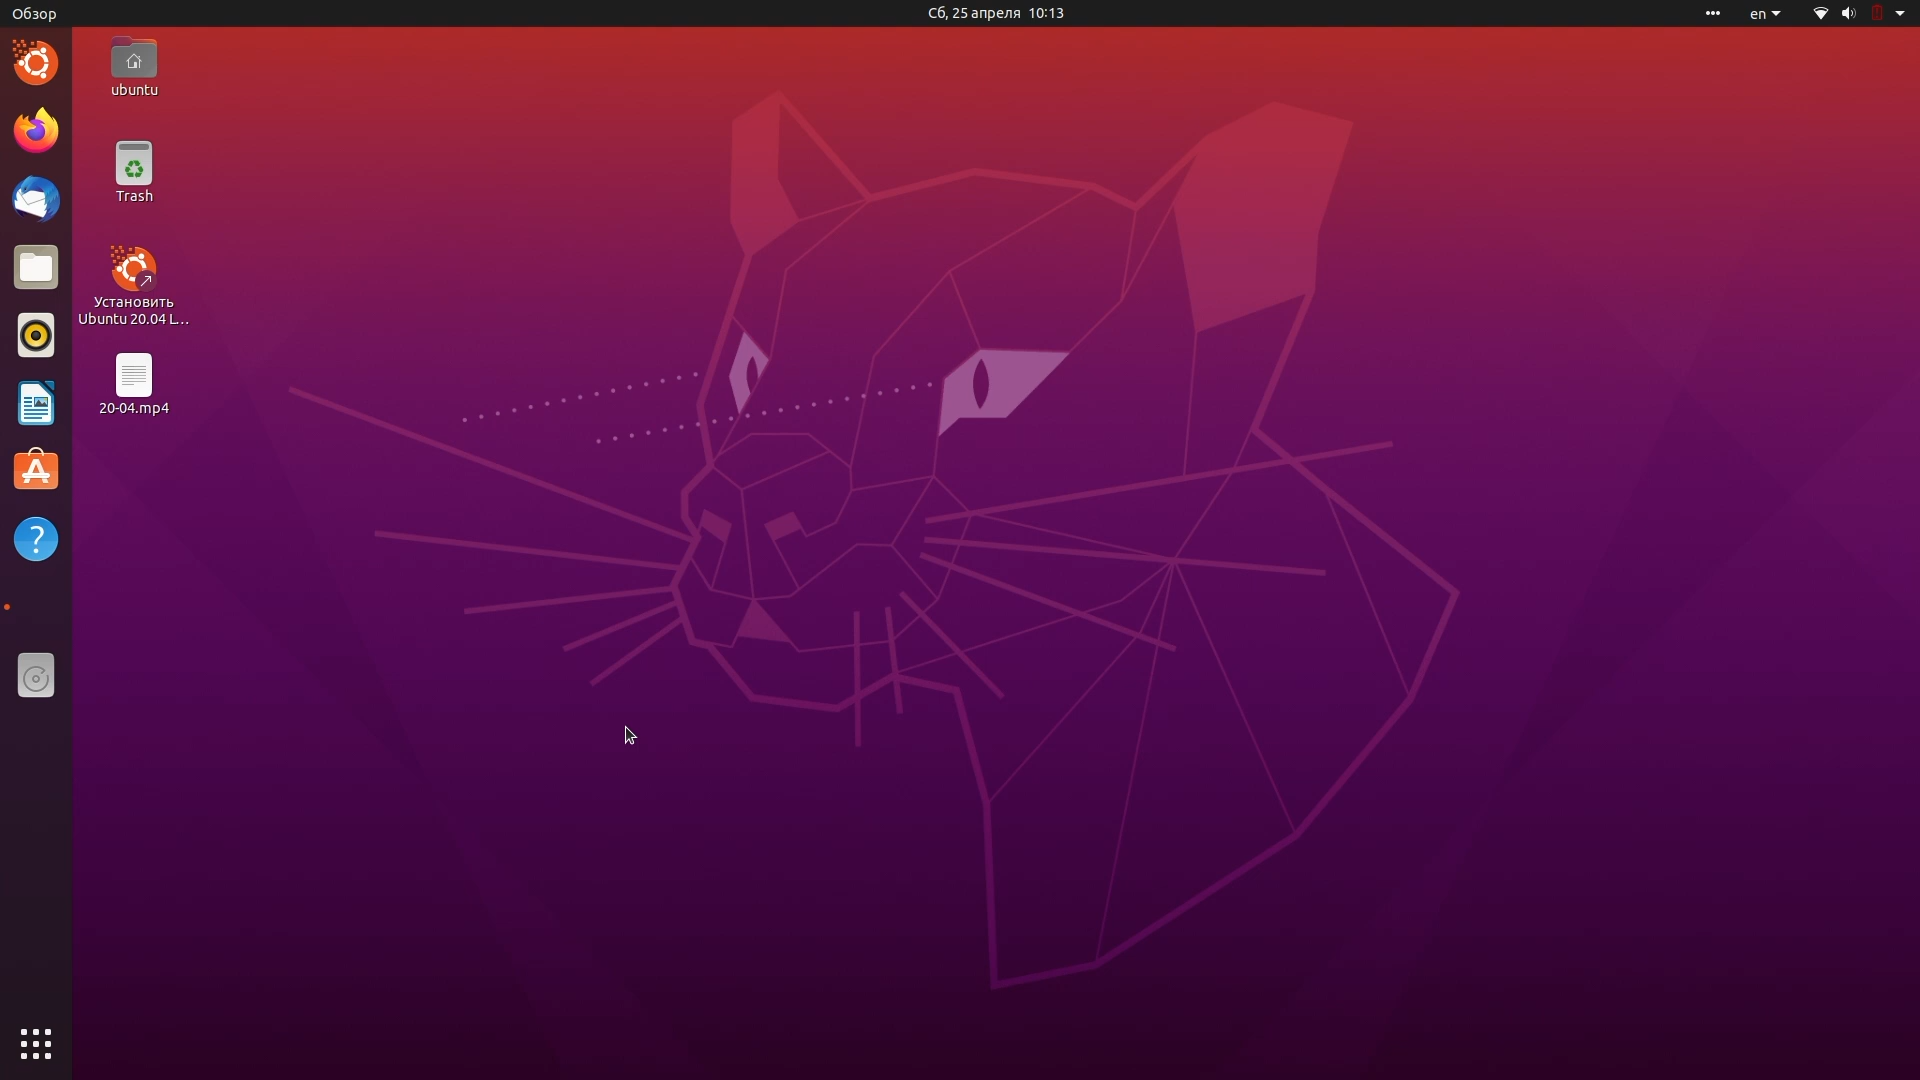 Обзор
Сб, 25 апреля 10:13
en
ubuntu
Trash
Установить
Ubuntu 20.04 L...
20-04.mp4